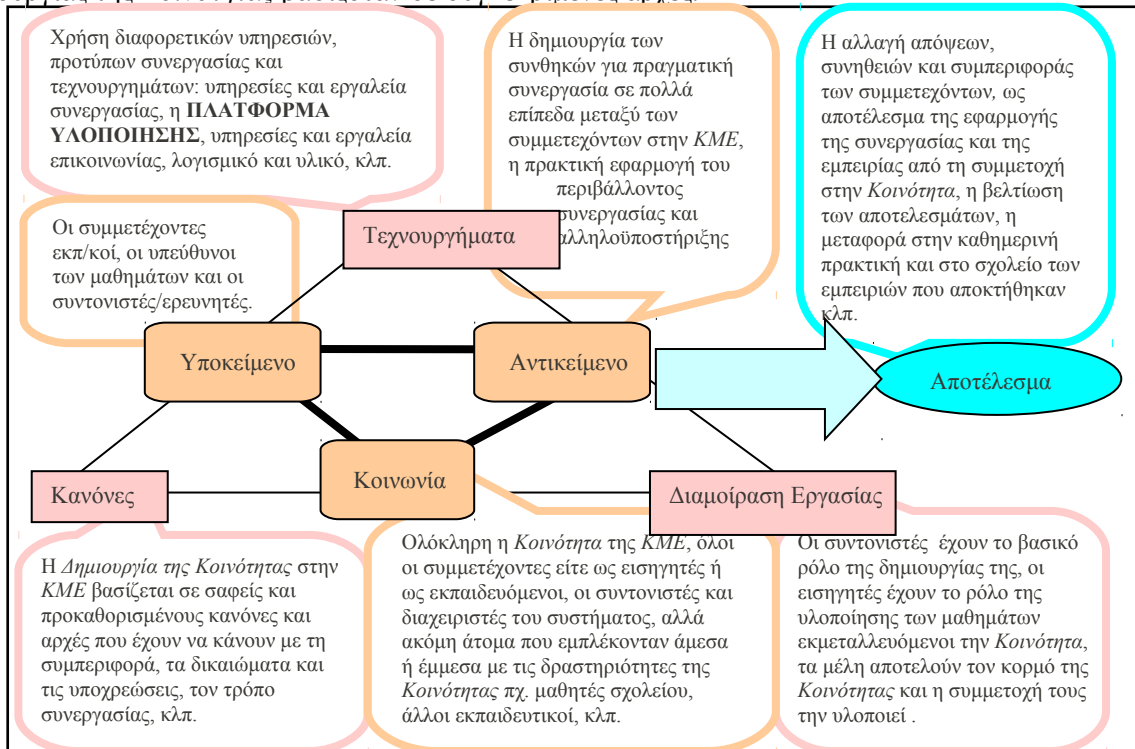 Χρήση διαφορετικών υπηρεσιών,
προτύπων συνεργασίας και
τεχνουργημάτων: υπηρεσίες και εργαλεία
συνεργασίας, η ΠΛΑΤΦΟΡΜΑ
ΥΛΟΠΟΙΗΣΗΣ, υπηρεσίες και εργαλεία
επικοινωνίας, λογισμικό και υλικό, κλπ.
Η δημιουργία των
συνθηκών για πραγματική
συνεργασία σε πολλά
επίπεδα μεταξύ των
συμμετεχόντων στην ΚΜΕ,
η πρακτική εφαρμογή του
περιβάλλοντος
συνεργασίας και
αλληλοϋποστήριξης
Η αλλαγή απόψεων,
συνηθειών και συμπεριφοράς
των συμμετεχόντων, ως
αποτέλεσμα της εφαρμογής
της συνεργασίας και της
εμπειρίας από τη συμμετοχή
στην Κοινότητα, η βελτίωση
των αποτελεσμάτων, η
μεταφορά στην καθημερινή
πρακτική και στο σχολείο των
εμπειριών που αποκτήθηκαν
κλπ.
Οι συμμετέχοντες
εκπ/κοί, οι υπεύθυνοι
των μαθημάτων και οι
συντονιστές/ερευνητές.
Τεχνουργήματα
Υποκείμενο
Αντικείμενο
Αποτέλεσμα
Κανόνες
Κοινωνία
Διαμοίραση Εργασίας
Η Δημιουργία της Κοινότητας στην
ΚΜΕ βασίζεται σε σαφείς και
προκαθορισμένους κανόνες και
αρχές που έχουν να κάνουν με τη
συμπεριφορά, τα δικαιώματα και
τις υποχρεώσεις, τον τρόπο
συνεργασίας, κλπ.
Ολόκληρη η Κοινότητα της ΚΜΕ, όλοι
οι συμμετέχοντες είτε ως εισηγητές ή
ως εκπαιδευόμενοι, οι συντονιστές και
διαχειριστές του συστήματος, αλλά
ακόμη άτομα που εμπλέκονταν άμεσα
ή έμμεσα με τις δραστηριότητες της
Κοινότητας πχ. μαθητές σχολείου,
άλλοι εκπαιδευτικοί, κλπ.
Οι συντονιστές έχουν το βασικό
ρόλο της δημιουργίας της, οι
εισηγητές έχουν το ρόλο της
υλοποίησης των μαθημάτων
εκμεταλλευόμενοι την Κοινότητα,
τα μέλη αποτελούν τον κορμό της
Κοινότητας και η συμμετοχή τους
την υλοποιεί .